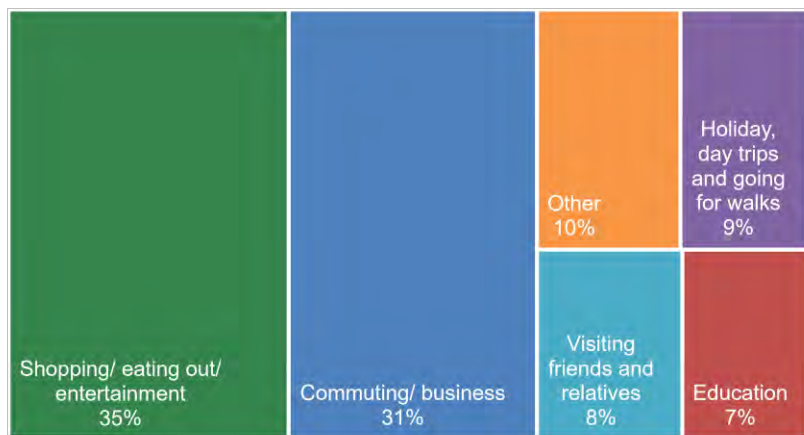 Shopping/ eating out/
entertainment
35%
Commuting/ business
31%
Other
10%
Holiday,
day trips
and going
for walks
9%
Visiting
friends and
relatives
8%
Education
7%